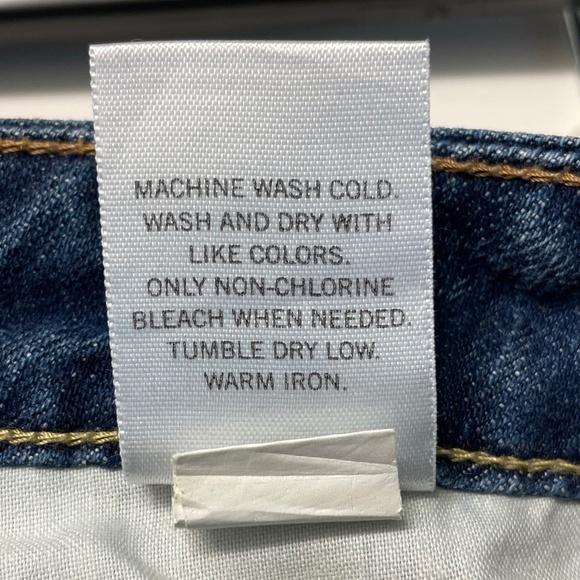 MACHINE WASH COLD.
WASH AND DRY WITH
LIKE COLORS.
ONLY NON-CHLORINE
BLEACH WHEN NEEDED.
TUMBLE DRY LOW.
WARM IRON.